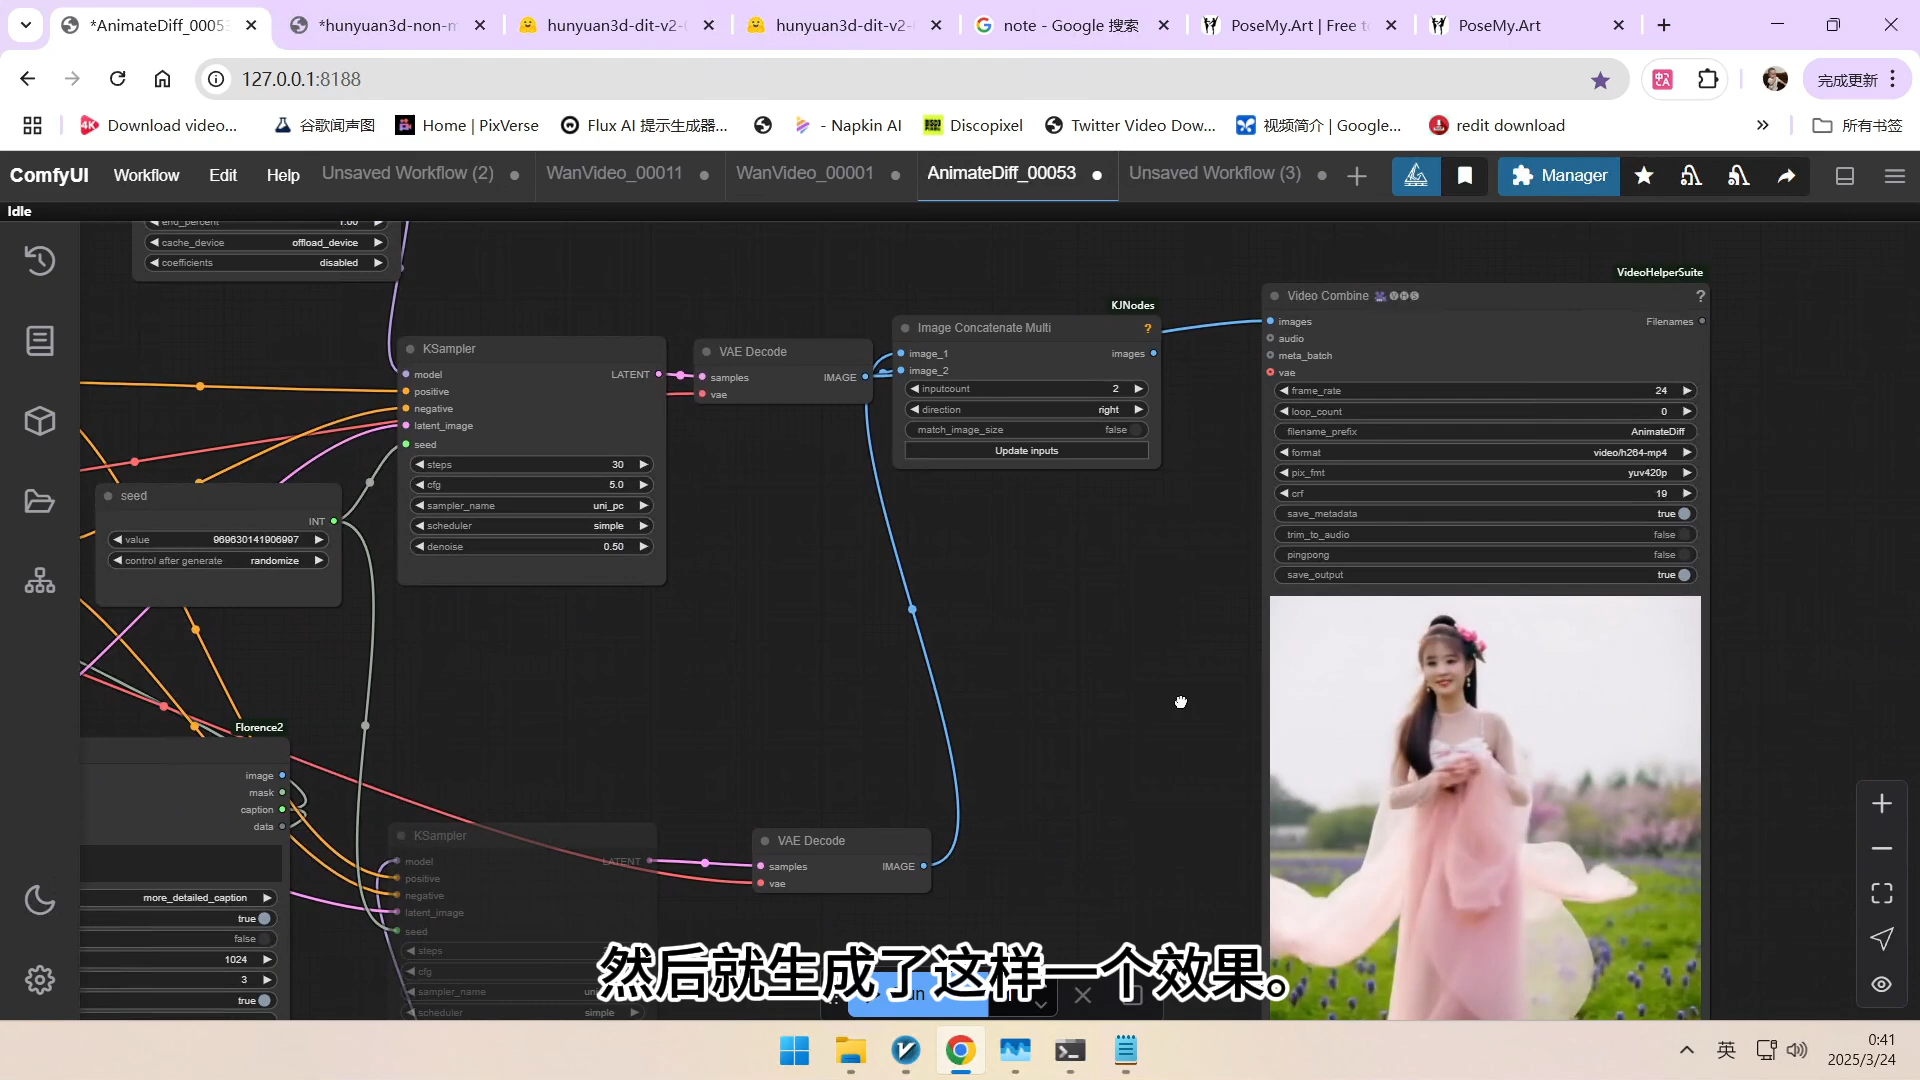 *AnimateDiff_0005
*hunyuan3d-non-m
hunyuan3d-dit-v2-
hunyuan3d-dit-v2-
note - Google 搜索
PoseMy.Art | Free t
PoseMy.Art
127.0.0.1:8188
完成更新
Download video...
谷歌闻声图
Home | PixVerse
Flux AI 提示生成器...
- Napkin AI
Discopixel
Twitter Video Dow...
视频简介 | Google...
redit download
所有书签
ComfyUI
Workflow
Edit
Help
Unsaved Workflow (2)
WanVideo_00011
WanVideo_00001
AnimateDiff_00053
Unsaved Workflow (3)
Manager
Idle
end_percent 1.00
cache_device offload_device
coefficients disabled
KSampler
model LATENT
positive
negative
latent_image
seed
steps 30
cfg 5.0
sampler_name uni_pc
scheduler simple
denoise 0.50
seed
INT
value 969630141906997
control after generate randomize
VAE Decode
samples IMAGE
vae
KJNodes
Image Concatenate Multi ?
image_1 images
image_2
inputcount 2
direction right
match_image_size false
Update inputs
VideoHelperSuite
Video Combine ?
images Filenames
audio
meta_batch
vae
frame_rate 24
loop_count 0
filename_prefix AnimateDiff
format video/h264-mp4
pix_fmt yuv420p
crf 19
save_metadata true
trim_to_audio false
pingpong false
save_output true
Florence2
image
mask
caption
data
more_detailed_caption
true
false
1024
3
true
KSampler
model LATENT
positive
negative
latent_image
seed
steps
cfg
sampler_name
scheduler simple
VAE Decode
samples IMAGE
vae
然后就生成了这样一个效果。
英
0:41
2025/3/24